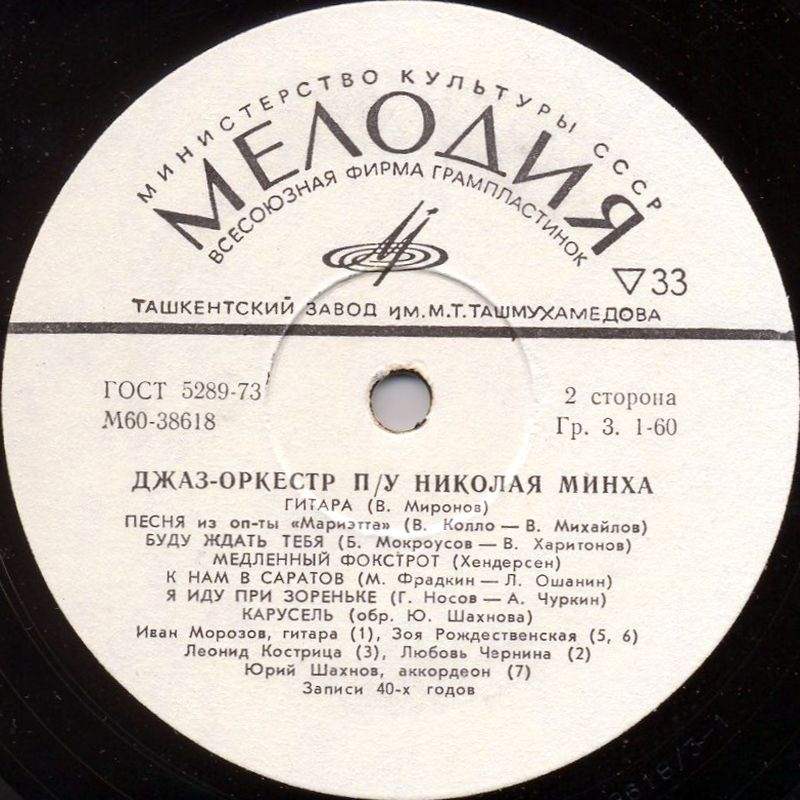 МИНИСТЕРСТВО КУЛЬТУРЫ СССР
МЕЛОДИЯ
ВСЕСОЮЗНАЯ ФИРМА ГРАМПЛАСТИНОК
▽33
ТАШКЕНТСКИЙ ЗАВОД ИМ.М.Т.ТАШМУХАМЕДОВА
ГОСТ 5289-73
2 сторона
М60-38618
Гр. 3. 1-60
ДЖАЗ-ОРКЕСТР П/У НИКОЛАЯ МИНХА
ГИТАРА (В. Миронов)
ПЕСНЯ из оп-ты «Мариэтта» (В. Колло — В. Михайлов)
БУДУ ЖДАТЬ ТЕБЯ (Б. Мокроусов — В. Харитонов)
МЕДЛЕННЫЙ ФОКСТРОТ (Хендерсен)
К НАМ В САРАТОВ (М. Фрадкин — Л. Ошанин)
Я ИДУ ПРИ ЗОРЕНЬКЕ (Г. Носов — А. Чуркин)
КАРУСЕЛЬ (обр. Ю. Шахнова)
Иван Морозов, гитара (1), Зоя Рождественская (5, 6)
Леонид Кострица (3), Любовь Чернина (2)
Юрий Шахнов, аккордеон (7)
Записи 40-х годов